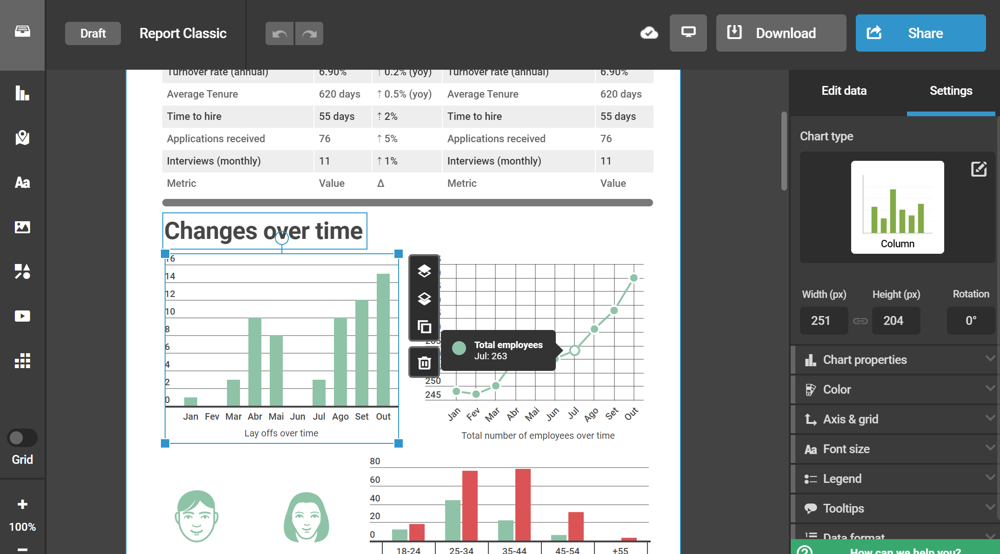 Draft
Report Classic
Download
Share
Turnover rate (annual) 6.90% ⇡ 0.2% (yoy) Turnover rate (annual) 6.90%
Average Tenure 620 days ⇡ 0.5% (yoy) Average Tenure 620 days
Time to hire 55 days ⇡ 2% Time to hire 55 days
Applications received 76 ⇡ 5% Applications received 76
Interviews (monthly) 11 ⇡ 1% Interviews (monthly) 11
Metric Value Δ Metric Value
Changes over time
16
14
12
10
8
6
4
2
0
Jan Fev Mar Abr Mai Jun Jul Ago Set Out
Lay offs over time
Total employees
Jul: 263
250
245
Jan Fev Mar Abr Mai Jun Jul Ago Set Out
Total number of employees over time
80
60
40
20
0
18-24 25-34 35-44 45-54 +55
Aa
Grid
100%
Edit data
Settings
Chart type
Column
Width (px) Height (px) Rotation
251 204 0°
Chart properties
Color
Axis & grid
Aa Font size
Legend
Tooltips
Data format
How can we help you?